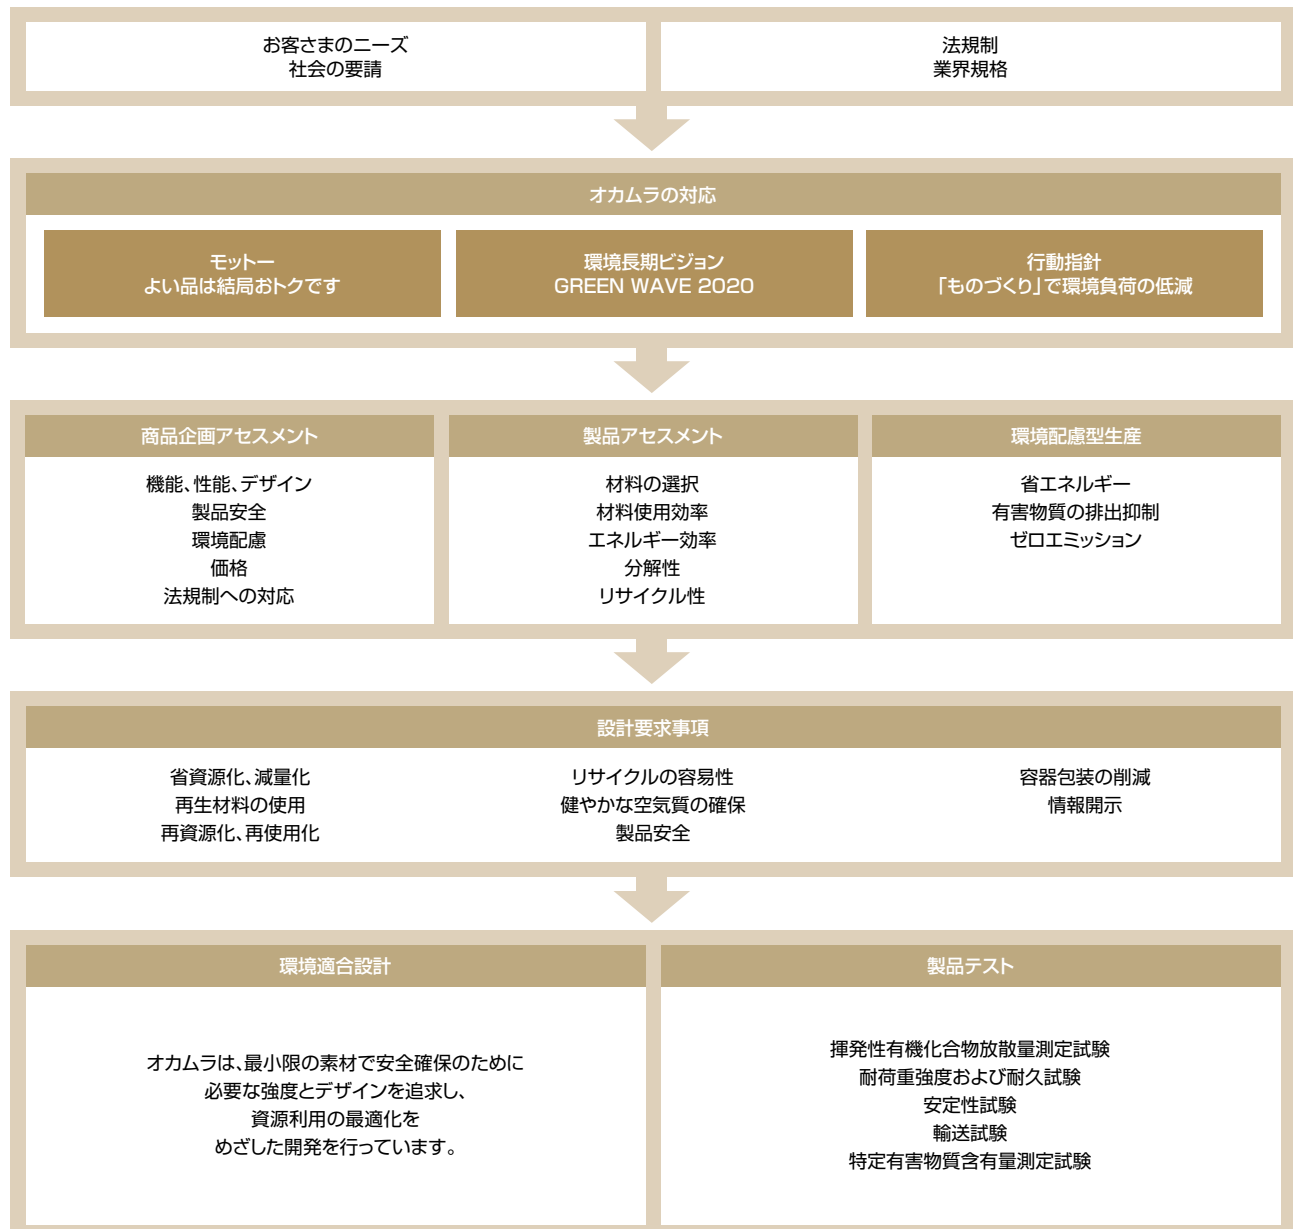 お客さまのニーズ
社会の要請
法規制
業界規格
オカムラの対応
モットー
よい品は結局おトクです
環境長期ビジョン
GREEN WAVE 2020
行動指針
「ものづくり」で環境負荷の低減
商品企画アセスメント
機能、性能、デザイン
製品安全
環境配慮
価格
法規制への対応
製品アセスメント
材料の選択
材料使用効率
エネルギー効率
分解性
リサイクル性
環境配慮型生産
省エネルギー
有害物質の排出抑制
ゼロエミッション
設計要求事項
省資源化、減量化
再生材料の使用
再資源化、再使用化
リサイクルの容易性
健やかな空気質の確保
製品安全
容器包装の削減
情報開示
環境適合設計
オカムラは、最小限の素材で安全確保のために
必要な強度とデザインを追求し、
資源利用の最適化を
めざした開発を行っています。
製品テスト
揮発性有機化合物放散量測定試験
耐荷重強度および耐久試験
安定性試験
輸送試験
特定有害物質含有量測定試験